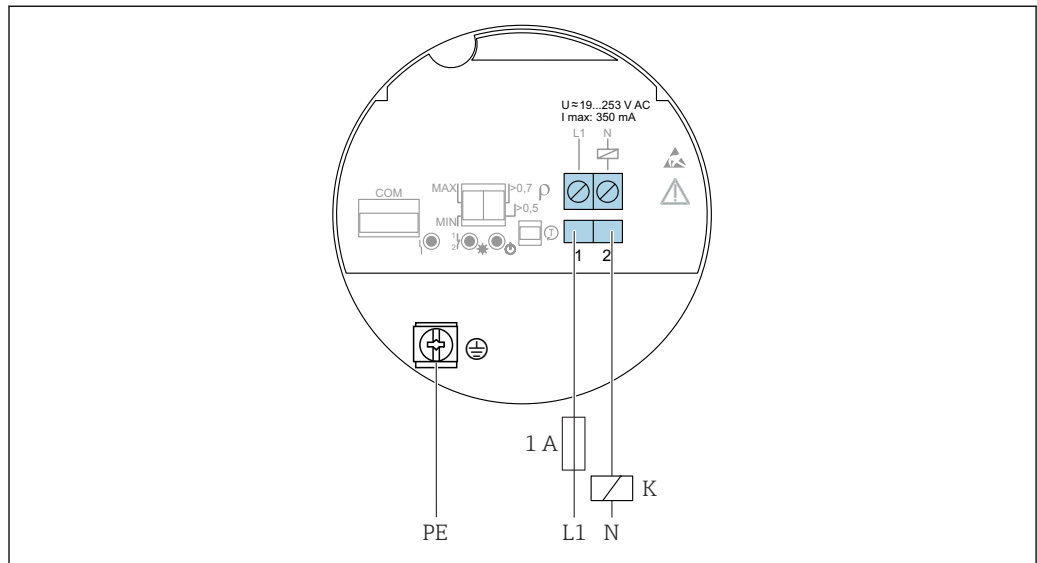 U≈19...253 V AC
I max: 350 mA
L1 N
COM
MAX >0,7 ρ
>0,5
MIN
1
2
T
1 2
1 A
K
PE L1 N